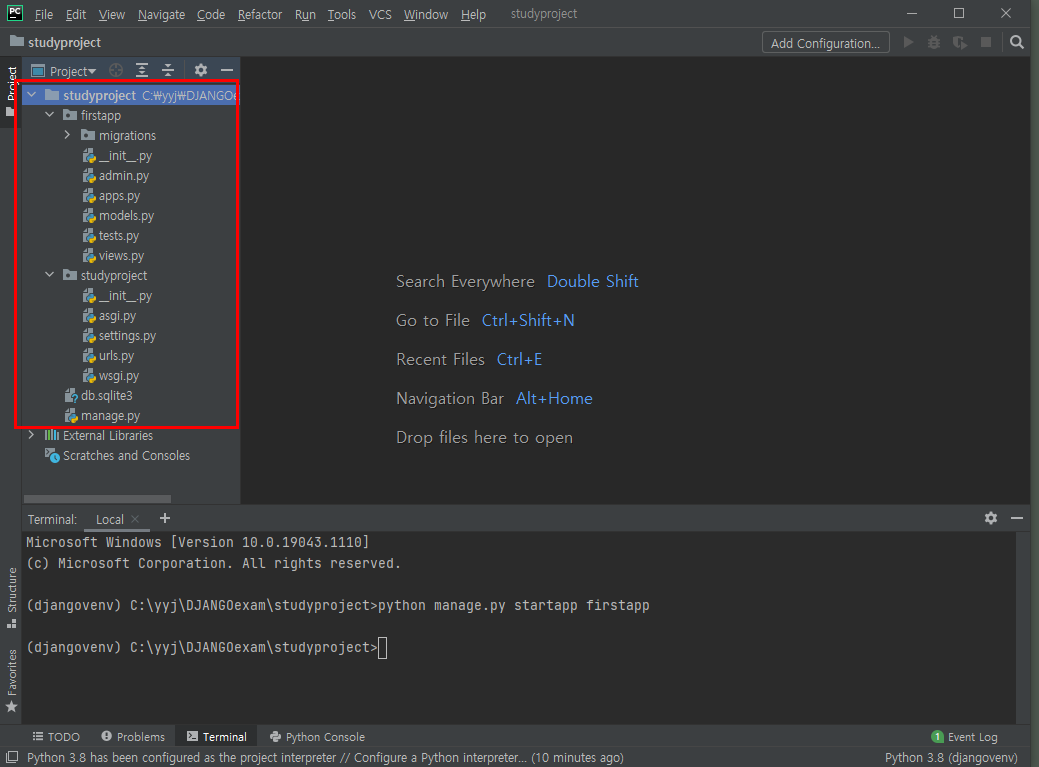 PC File Edit View Navigate Code Refactor Run Tools VCS Window Help studyproject
studyproject
Add Configuration...
Project
Project
studyproject C:₩yyj₩DJANGOe
firstapp
migrations
__init__.py
admin.py
apps.py
models.py
tests.py
views.py
studyproject
__init__.py
asgi.py
settings.py
urls.py
wsgi.py
db.sqlite3
manage.py
External Libraries
Scratches and Consoles
Search Everywhere Double Shift
Go to File Ctrl+Shift+N
Recent Files Ctrl+E
Navigation Bar Alt+Home
Drop files here to open
Terminal: Local
Microsoft Windows [Version 10.0.19043.1110]
(c) Microsoft Corporation. All rights reserved.
(djangovenv) C:\yyj\DJANGOexam\studyproject>python manage.py startapp firstapp
(djangovenv) C:\yyj\DJANGOexam\studyproject>
Structure
Favorites
TODO Problems Terminal Python Console 1 Event Log
Python 3.8 has been configured as the project interpreter // Configure a Python interpreter... (10 minutes ago) Python 3.8 (djangovenv)